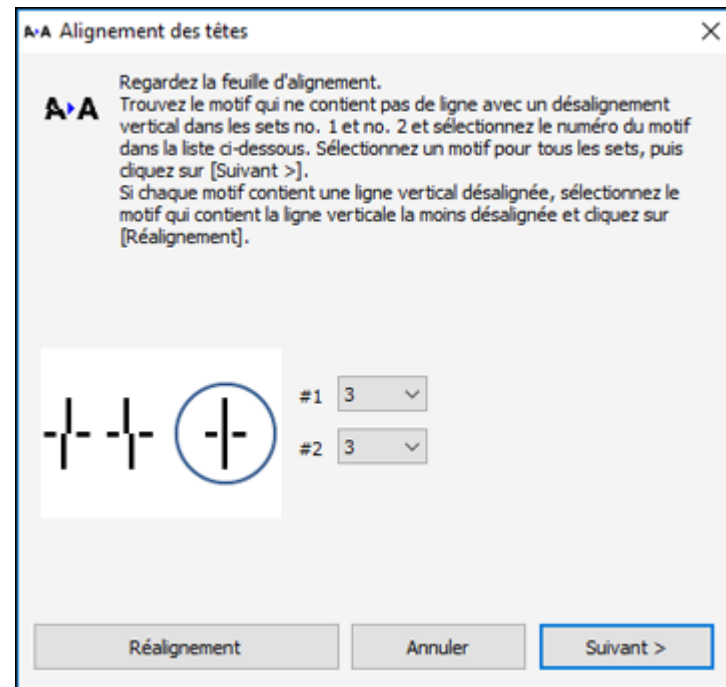 A▸A Alignement des têtes
A▸A
Regardez la feuille d'alignement.
Trouvez le motif qui ne contient pas de ligne avec un désalignement
vertical dans les sets no. 1 et no. 2 et sélectionnez le numéro du motif
dans la liste ci-dessous. Sélectionnez un motif pour tous les sets, puis
cliquez sur [Suivant >].
Si chaque motif contient une ligne vertical désalignée, sélectionnez le
motif qui contient la ligne verticale la moins désalignée et cliquez sur
[Réalignement].
#1 3
#2 3
Réalignement Annuler Suivant >